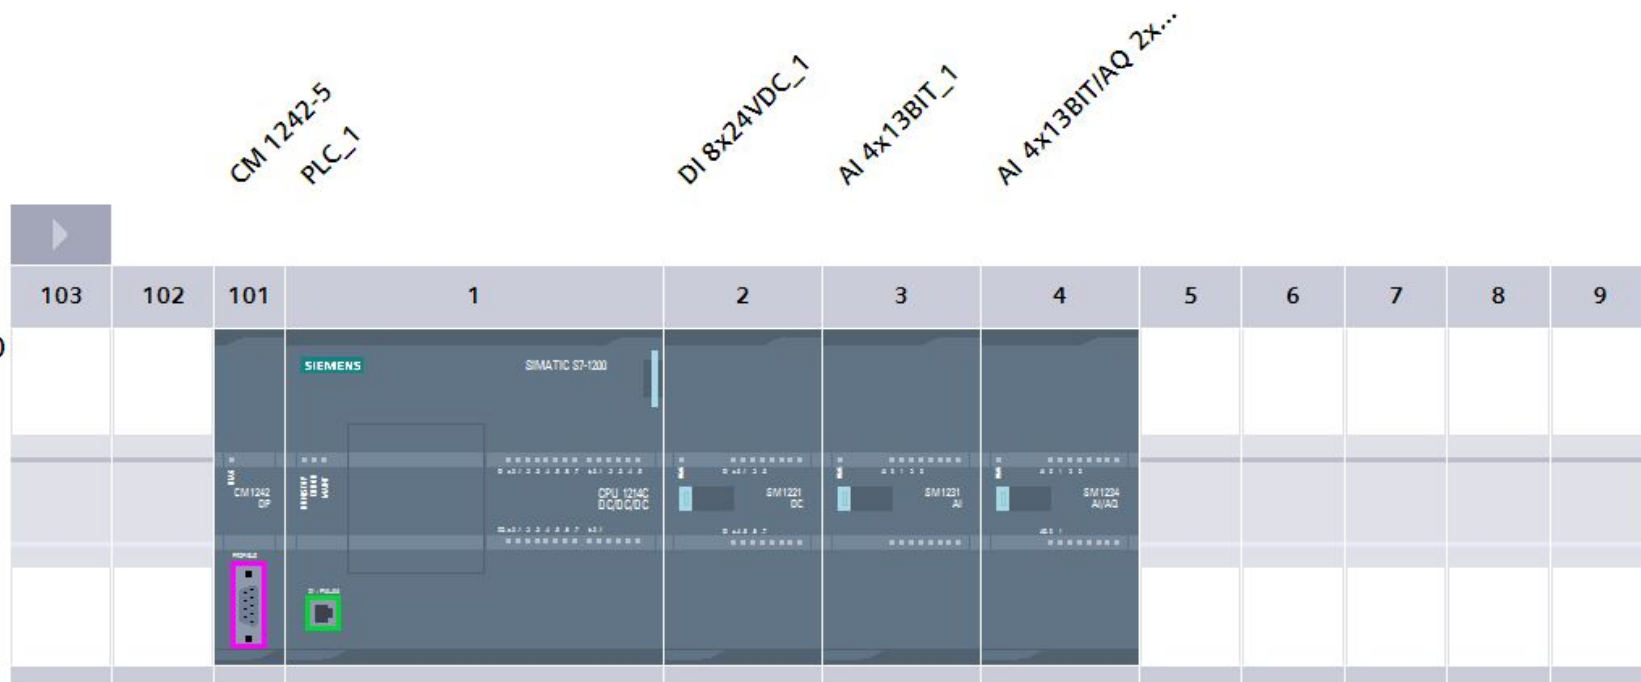 CM 1242-5
PLC_1
DI 8x24VDC_1
AI 4x13BIT_1
AI 4x13BIT/AQ 2x...
103 102 101 1 2 3 4 5 6 7 8 9
SIEMENS
SIMATIC S7-1200
CM1242
DP
CPU 1214C
DC/DC/DC
SM1221
DC
SM1231
AI
SM1234
AI/AQ